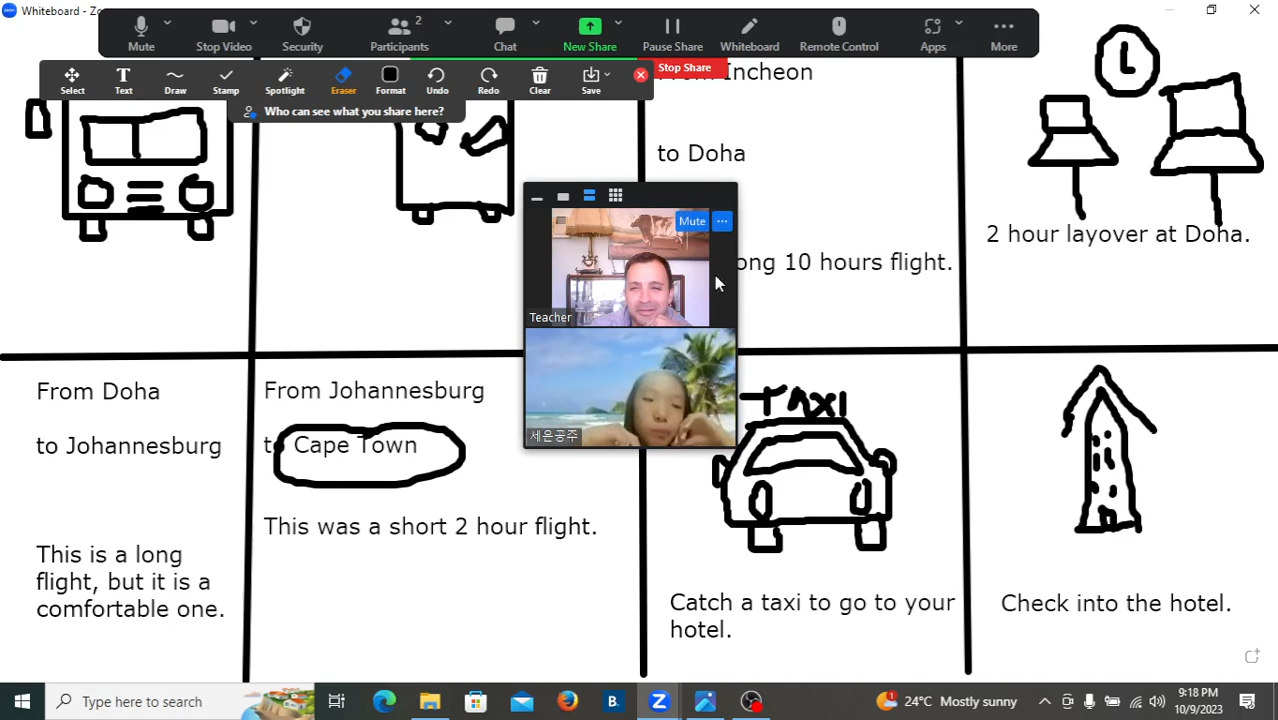 Whiteboard - Zo
Mute
Stop Video
Security
Participants
2
Chat
New Share
Pause Share
Whiteboard
Remote Control
Apps
More
Select
Text
Draw
Stamp
Spotlight
Eraser
Format
Undo
Redo
Clear
Save
Stop Share
Who can see what you share here?
Incheon
to Doha
ong 10 hours flight.
2 hour layover at Doha.
Mute
Teacher
세은공주
From Doha
to Johannesburg
This is a long
flight, but it is a
comfortable one.
From Johannesburg
to Cape Town
This was a short 2 hour flight.
TAXI
Catch a taxi to go to your
hotel.
Check into the hotel.
Type here to search
B.
1
24°C Mostly sunny
9:18 PM
10/9/2023